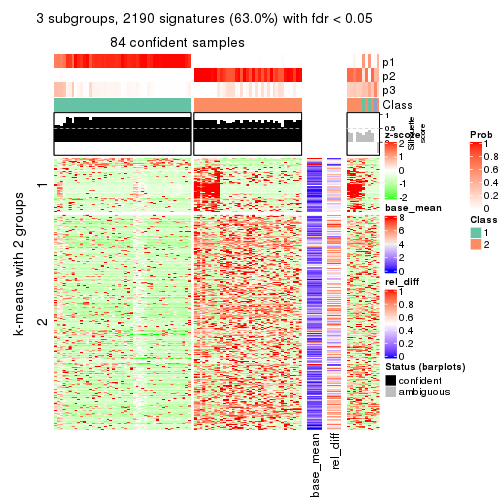 3 subgroups, 2190 signatures (63.0%) with fdr < 0.05
84 confident samples
p1
p2
p3
Class
1
0.5
0
Silhouette
score
k-means with 2 groups
1
2
base_mean
rel_diff
z-score
2
1
0
-1
-2
base_mean
8
6
4
2
0
rel_diff
1
0.8
0.6
0.4
0.2
0
Status (barplots)
confident
ambiguous
Prob
1
0.8
0.6
0.4
0.2
0
Class
1
2